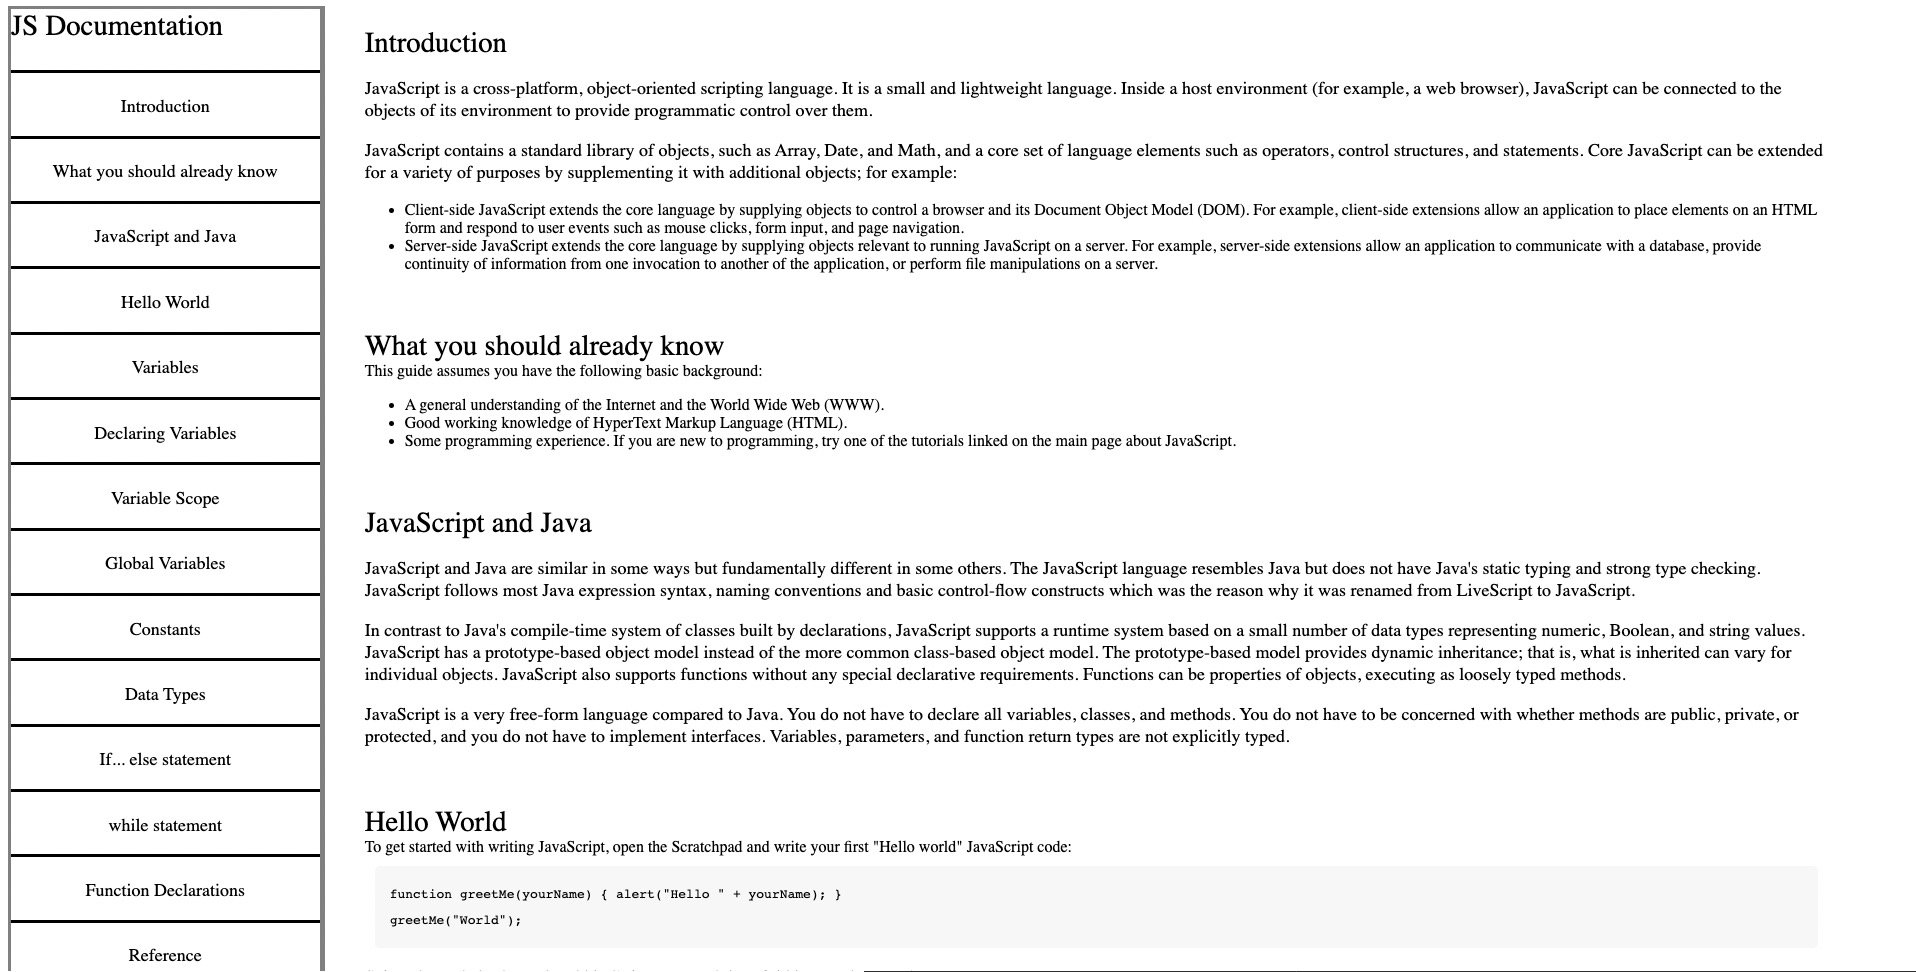 JS Documentation
Introduction
What you should already know
JavaScript and Java
Hello World
Variables
Declaring Variables
Variable Scope
Global Variables
Constants
Data Types
If... else statement
while statement
Function Declarations
Reference
Introduction
JavaScript is a cross-platform, object-oriented scripting language. It is a small and lightweight language. Inside a host environment (for example, a web browser), JavaScript can be connected to the
objects of its environment to provide programmatic control over them.
JavaScript contains a standard library of objects, such as Array, Date, and Math, and a core set of language elements such as operators, control structures, and statements. Core JavaScript can be extended
for a variety of purposes by supplementing it with additional objects; for example:
• Client-side JavaScript extends the core language by supplying objects to control a browser and its Document Object Model (DOM). For example, client-side extensions allow an application to place elements on an HTML
form and respond to user events such as mouse clicks, form input, and page navigation.
• Server-side JavaScript extends the core language by supplying objects relevant to running JavaScript on a server. For example, server-side extensions allow an application to communicate with a database, provide
continuity of information from one invocation to another of the application, or perform file manipulations on a server.
What you should already know
This guide assumes you have the following basic background:
• A general understanding of the Internet and the World Wide Web (WWW).
• Good working knowledge of HyperText Markup Language (HTML).
• Some programming experience. If you are new to programming, try one of the tutorials linked on the main page about JavaScript.
JavaScript and Java
JavaScript and Java are similar in some ways but fundamentally different in some others. The JavaScript language resembles Java but does not have Java's static typing and strong type checking.
JavaScript follows most Java expression syntax, naming conventions and basic control-flow constructs which was the reason why it was renamed from LiveScript to JavaScript.
In contrast to Java's compile-time system of classes built by declarations, JavaScript supports a runtime system based on a small number of data types representing numeric, Boolean, and string values.
JavaScript has a prototype-based object model instead of the more common class-based object model. The prototype-based model provides dynamic inheritance; that is, what is inherited can vary for
individual objects. JavaScript also supports functions without any special declarative requirements. Functions can be properties of objects, executing as loosely typed methods.
JavaScript is a very free-form language compared to Java. You do not have to declare all variables, classes, and methods. You do not have to be concerned with whether methods are public, private, or
protected, and you do not have to implement interfaces. Variables, parameters, and function return types are not explicitly typed.
Hello World
To get started with writing JavaScript, open the Scratchpad and write your first "Hello world" JavaScript code:
function greetMe(yourName) { alert("Hello " + yourName); }
greetMe("World");